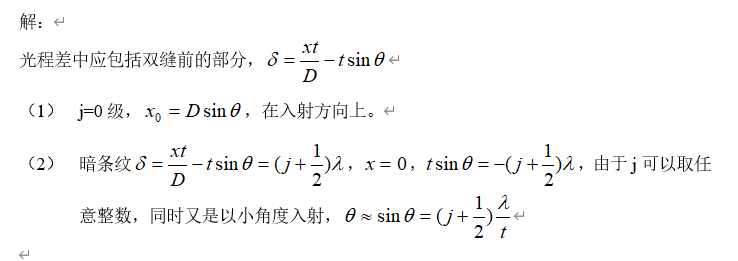 解：
光程差中应包括双缝前的部分，δ = xt/D − t sin θ
（1） j=0 级，x₀ = D sin θ，在入射方向上。
（2） 暗条纹 δ = xt/D − t sin θ = (j + 1/2)λ，x = 0，t sin θ = −(j + 1/2)λ，由于 j 可以取任
意整数，同时又是以小角度入射，θ ≈ sin θ = (j + 1/2) λ/t